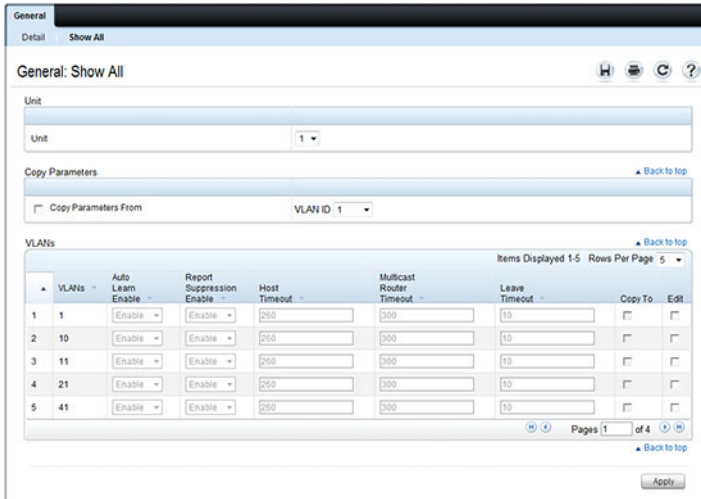 General
Detail Show All
General: Show All
Unit
Unit 1
Copy Parameters Back to top
Copy Parameters From VLAN ID 1
VLANs Back to top
Items Displayed 1-5 Rows Per Page 5
VLANs Auto Learn Enable Report Suppression Enable Host Timeout Multicast Router Timeout Leave Timeout Copy To Edit
1 1 Enable Enable 260 300 10
2 10 Enable Enable 260 300 10
3 11 Enable Enable 260 300 10
4 21 Enable Enable 260 300 10
5 41 Enable Enable 260 300 10
Pages 1 of 4
Back to top
Apply